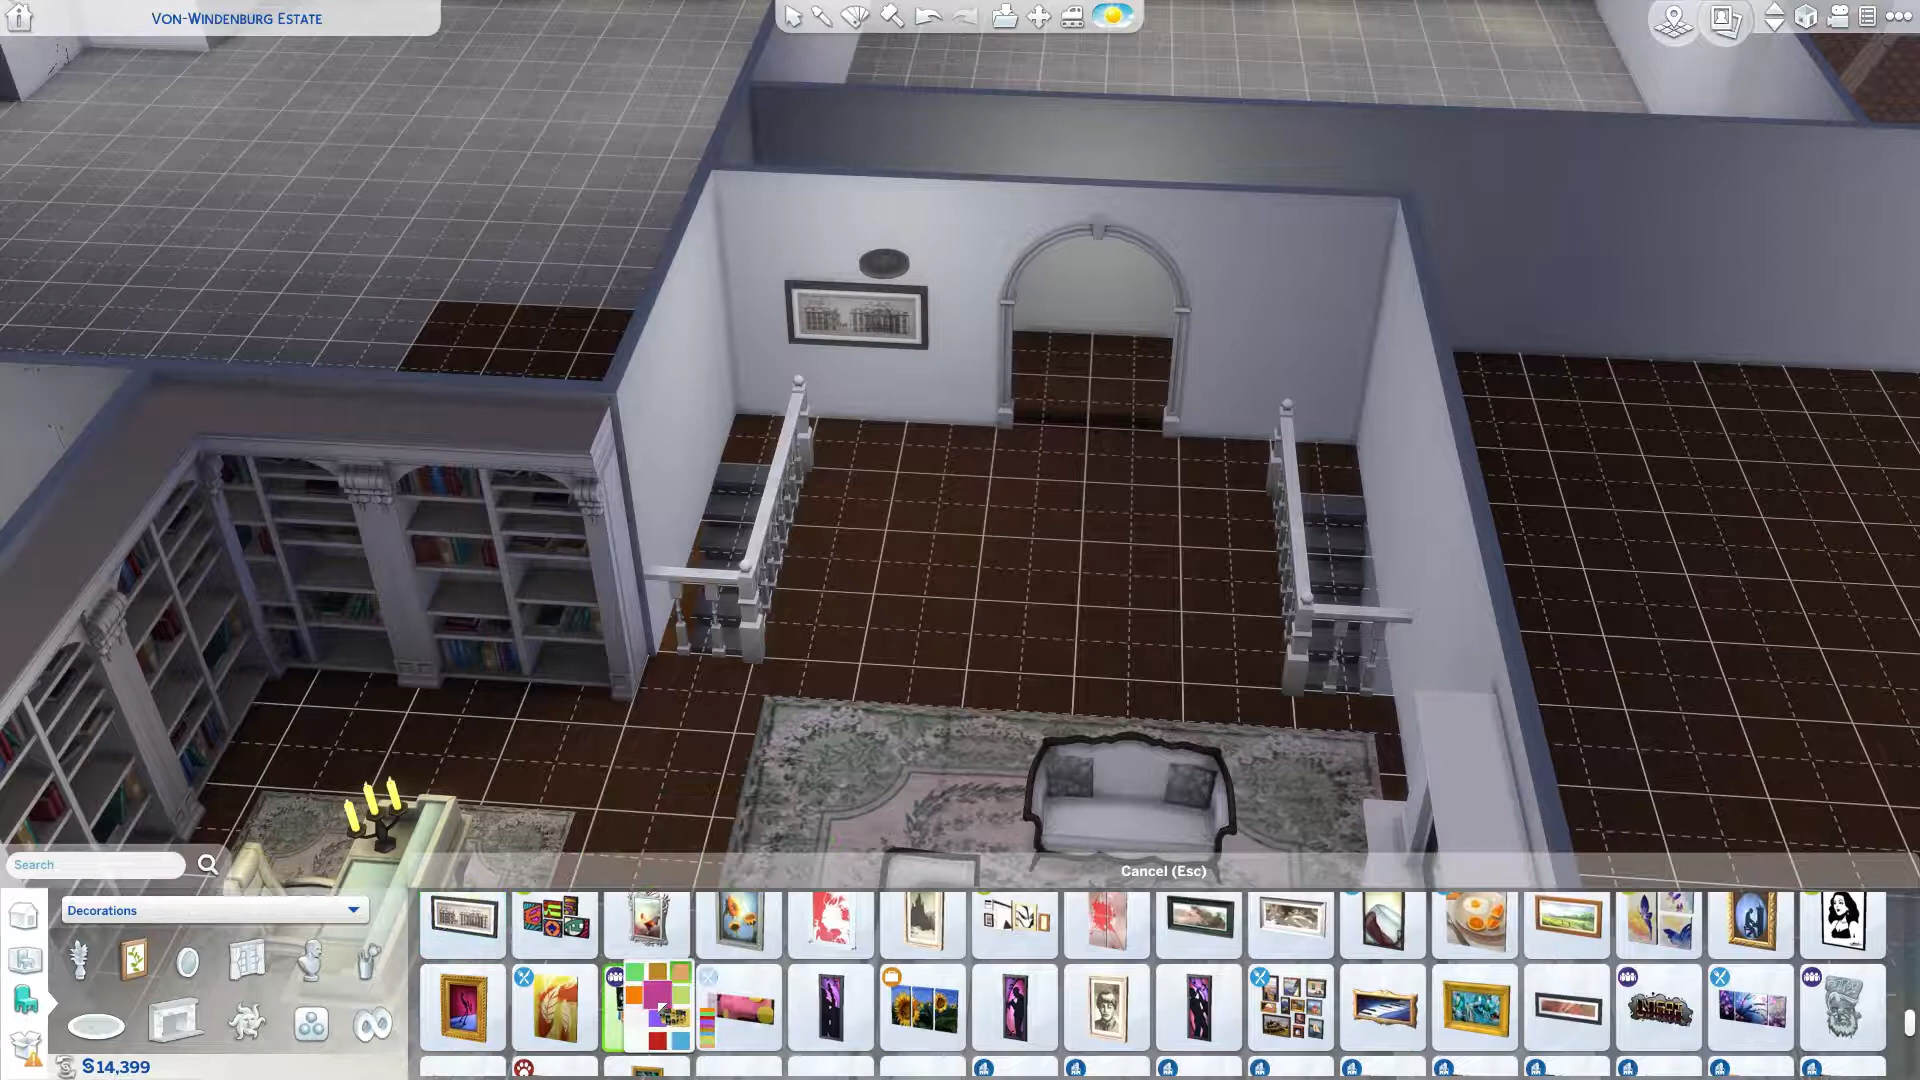 VON-WINDENBURG ESTATE
Cancel (Esc)
Search
Decorations
§14,399